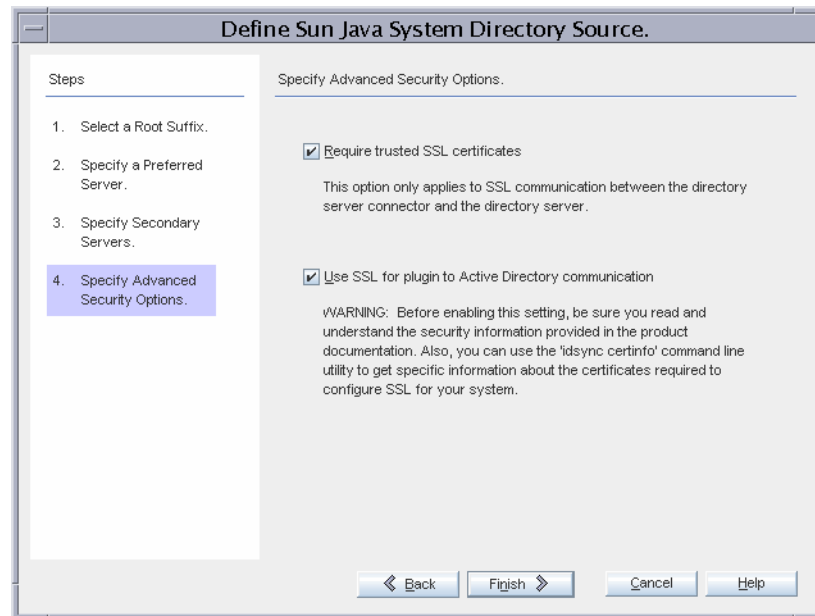 Define Sun Java System Directory Source.
Steps
1. Select a Root Suffix.
2. Specify a Preferred
Server.
3. Specify Secondary
Servers.
4. Specify Advanced
Security Options.
Specify Advanced Security Options.
Require trusted SSL certificates
This option only applies to SSL communication between the directory
server connector and the directory server.
Use SSL for plugin to Active Directory communication
WARNING: Before enabling this setting, be sure you read and
understand the security information provided in the product
documentation. Also, you can use the 'idsync certinfo' command line
utility to get specific information about the certificates required to
configure SSL for your system.
Back
Finish
Cancel
Help